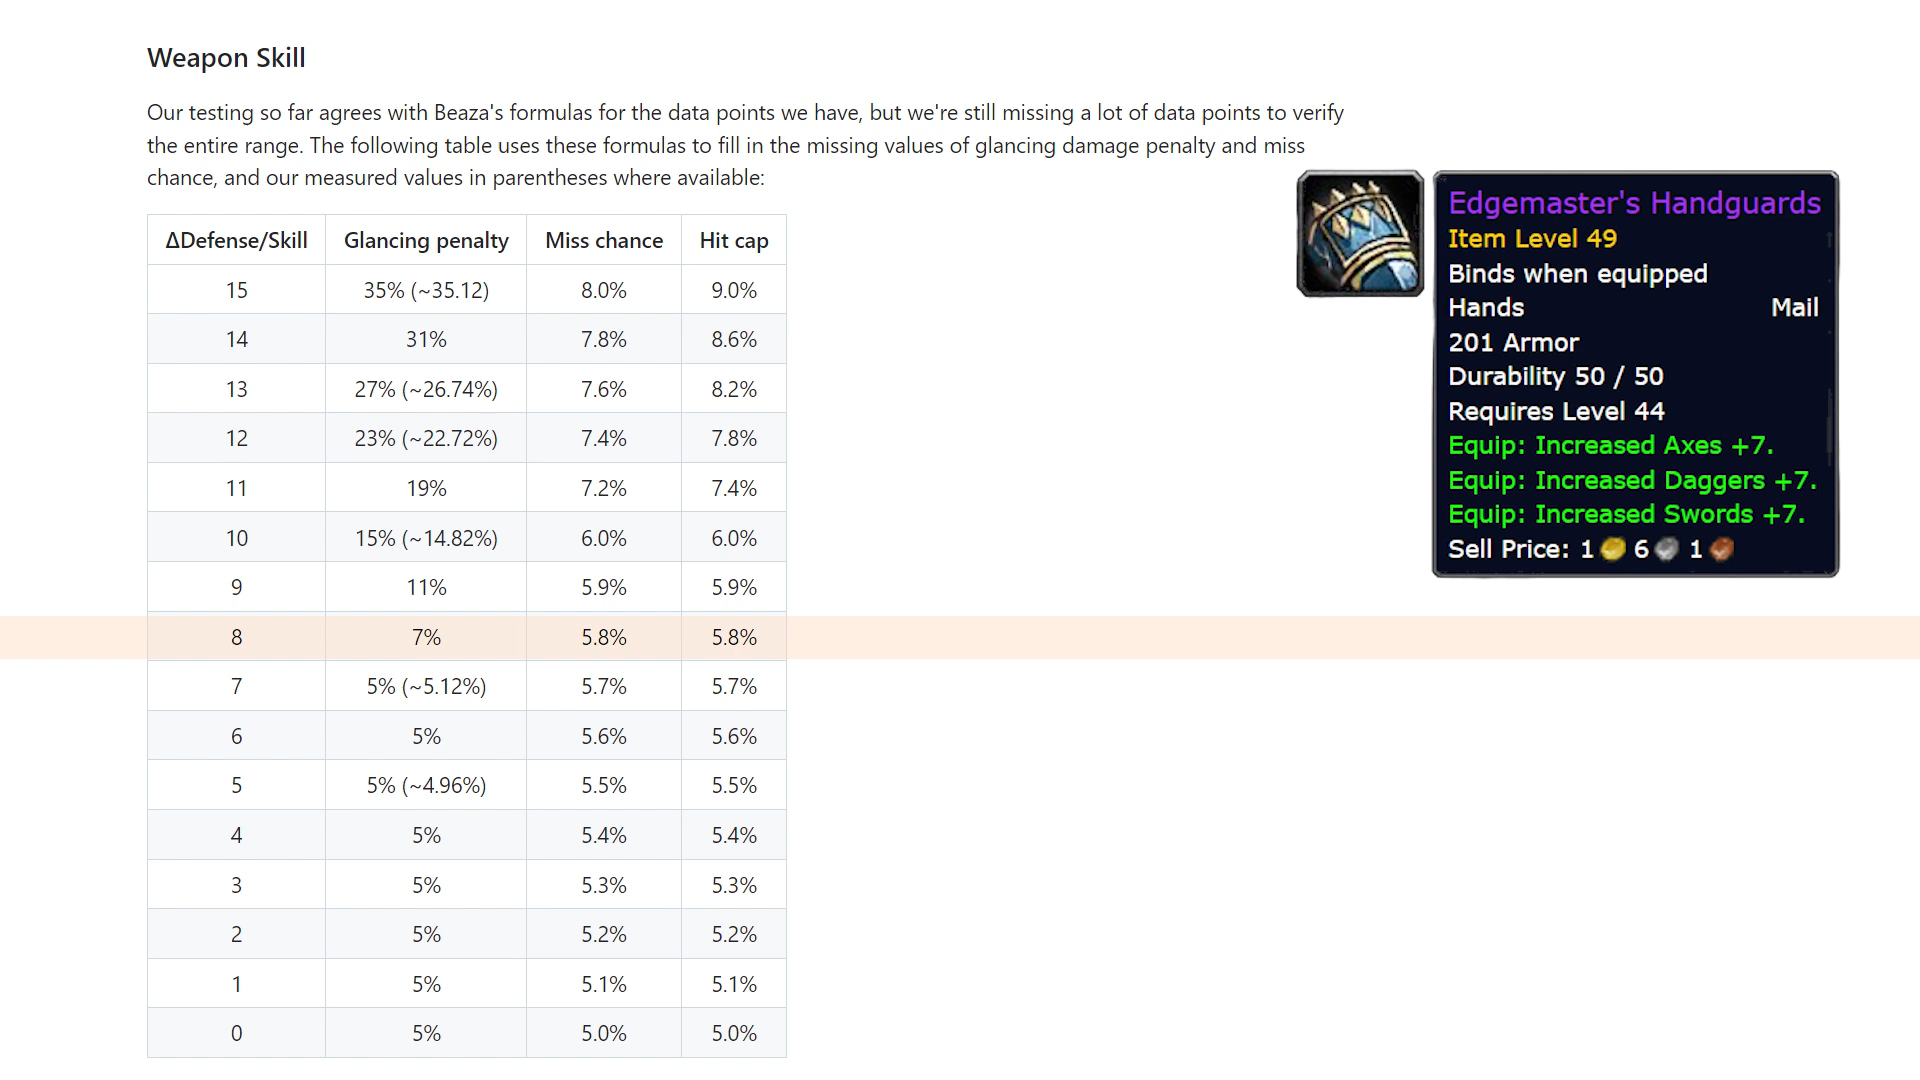 Weapon Skill
Our testing so far agrees with Beaza's formulas for the data points we have, but we're still missing a lot of data points to verify
the entire range. The following table uses these formulas to fill in the missing values of glancing damage penalty and miss
chance, and our measured values in parentheses where available:
ΔDefense/Skill Glancing penalty Miss chance Hit cap
15 35% (~35.12) 8.0% 9.0%
14 31% 7.8% 8.6%
13 27% (~26.74%) 7.6% 8.2%
12 23% (~22.72%) 7.4% 7.8%
11 19% 7.2% 7.4%
10 15% (~14.82%) 6.0% 6.0%
9 11% 5.9% 5.9%
8 7% 5.8% 5.8%
7 5% (~5.12%) 5.7% 5.7%
6 5% 5.6% 5.6%
5 5% (~4.96%) 5.5% 5.5%
4 5% 5.4% 5.4%
3 5% 5.3% 5.3%
2 5% 5.2% 5.2%
1 5% 5.1% 5.1%
0 5% 5.0% 5.0%
Edgemaster's Handguards
Item Level 49
Binds when equipped
Hands Mail
201 Armor
Durability 50 / 50
Requires Level 44
Equip: Increased Axes +7.
Equip: Increased Daggers +7.
Equip: Increased Swords +7.
Sell Price: 1 6 1